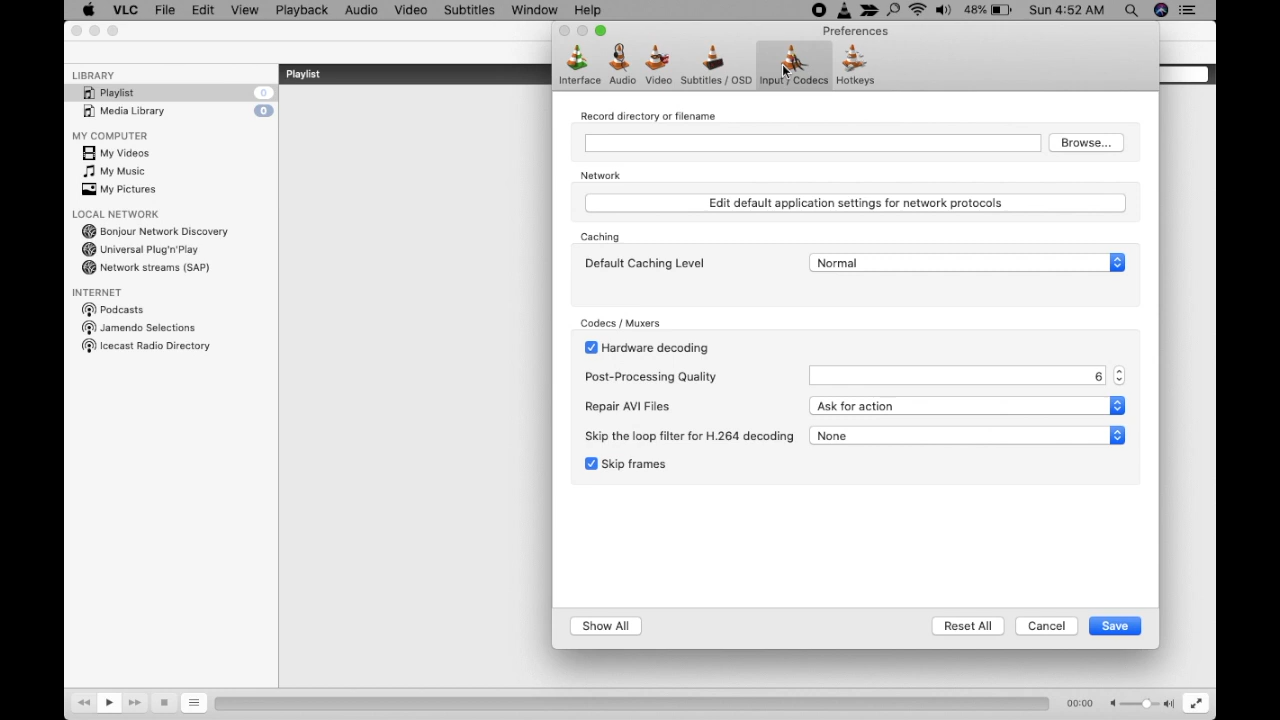 VLC File Edit View Playback Audio Video Subtitles Window Help 48% Sun 4:52 AM
Preferences
Interface Audio Video Subtitles / OSD Input / Codecs Hotkeys
LIBRARY
Playlist 0
Media Library 0
MY COMPUTER
My Videos
My Music
My Pictures
LOCAL NETWORK
Bonjour Network Discovery
Universal Plug'n'Play
Network streams (SAP)
INTERNET
Podcasts
Jamendo Selections
Icecast Radio Directory
Playlist
Record directory or filename
Browse...
Network
Edit default application settings for network protocols
Caching
Default Caching Level Normal
Codecs / Muxers
Hardware decoding
Post-Processing Quality 6
Repair AVI Files Ask for action
Skip the loop filter for H.264 decoding None
Skip frames
Show All Reset All Cancel Save
00:00